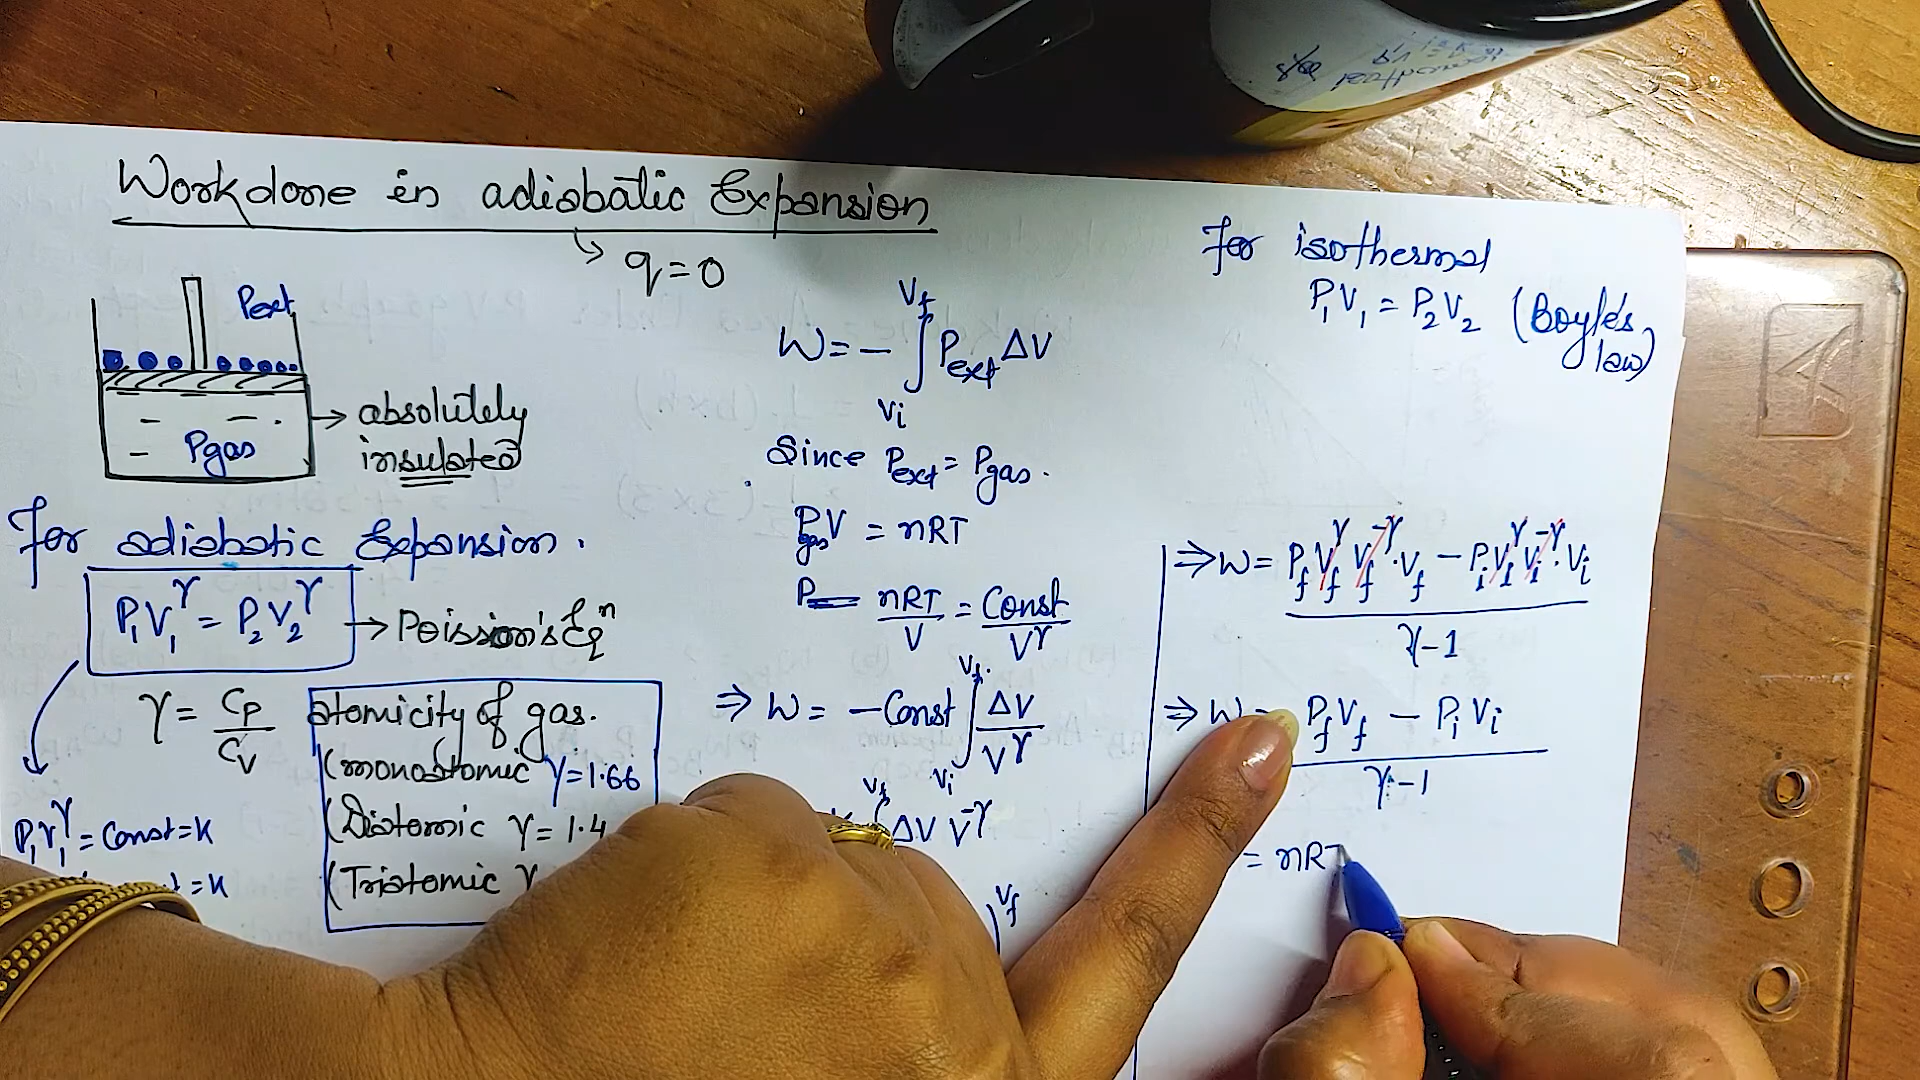 Workdone in adiabatic Expansion
↳ q=0
Pext
Pgas
→ absolutely
insulated
For adiabatic Expansion.
P₁V₁^γ = P₂V₂^γ → Poission's Eqⁿ
γ = Cp/Cv
atomicity of gas.
(monoatomic γ=1.66
(Diatomic γ=1.4
(Triatomic γ
P₁V₁^γ = Const=K
=K
W = - ∫_{Vi}^{Vf} Pext ΔV
Since Pext = Pgas.
PgasV = nRT
P = nRT/V = Const/V^γ
⇒ W = -Const ∫_{Vi}^{Vf} ΔV/V^γ
Vf
ΔV V^-γ
Vf
For isothermal
P₁V₁ = P₂V₂ (Boyle's
law)
⇒ W = PfVf^γ Vf^-γ · Vf - PiVi^γ Vi^-γ · Vi
γ-1
⇒ W = PfVf - PiVi
γ-1
= nRT